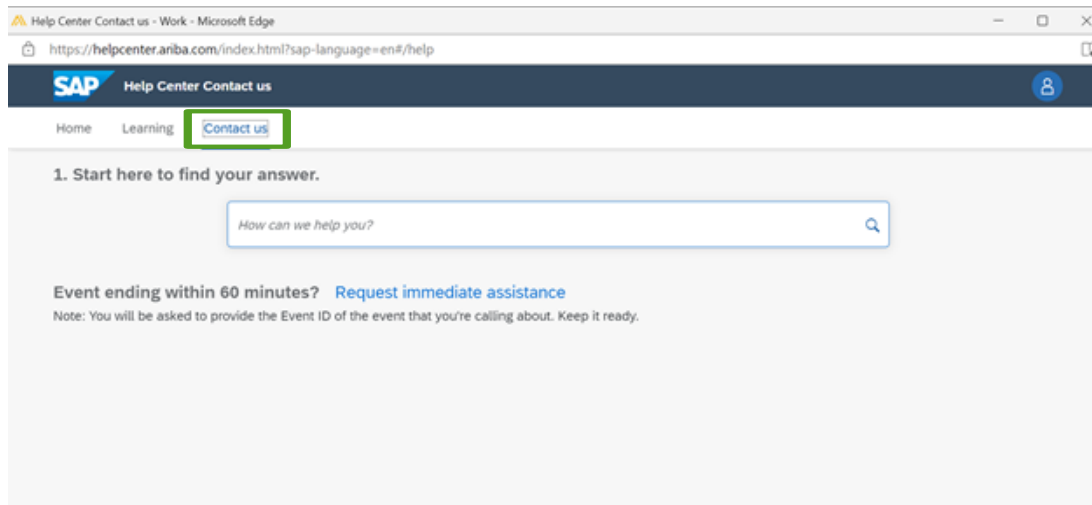 Help Center Contact us - Work - Microsoft Edge
https://helpcenter.ariba.com/index.html?sap-language=en#/help
SAP Help Center Contact us
Home Learning Contact us
1. Start here to find your answer.
How can we help you?
Event ending within 60 minutes? Request immediate assistance
Note: You will be asked to provide the Event ID of the event that you're calling about. Keep it ready.